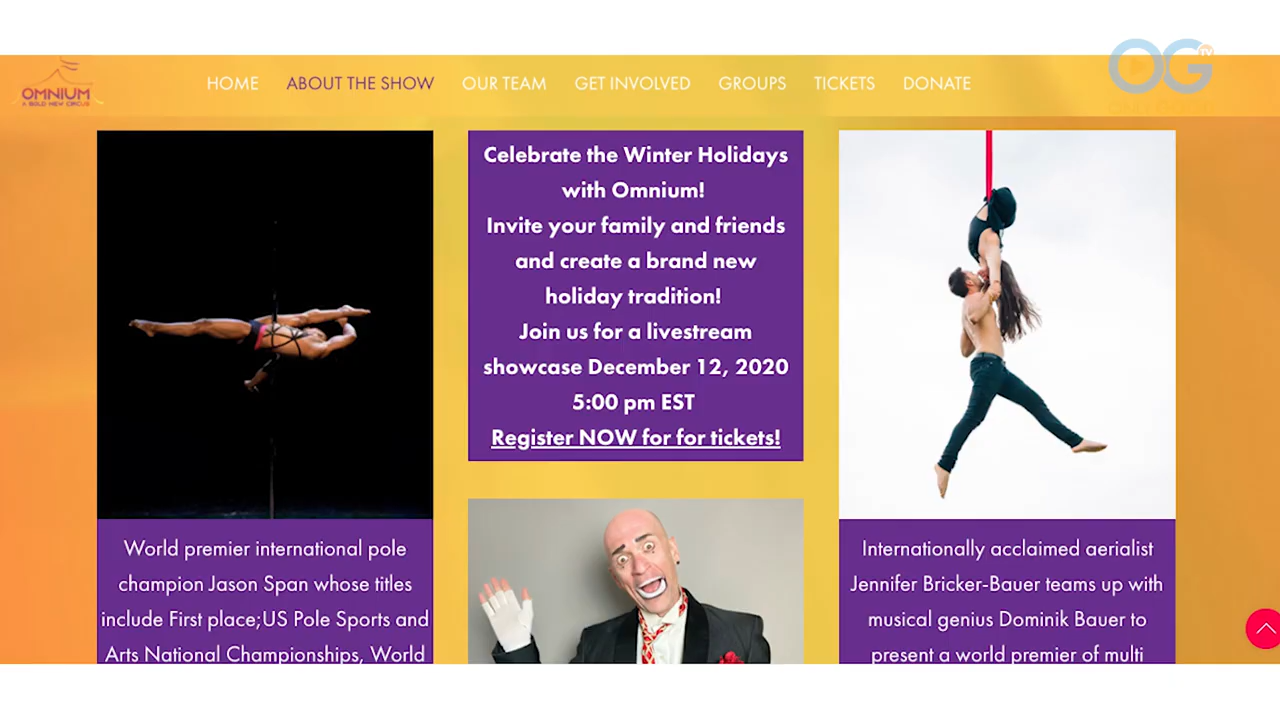 OMNIUM
A BOLD NEW CIRCUS
HOME
ABOUT THE SHOW
OUR TEAM
GET INVOLVED
GROUPS
TICKETS
DONATE
OG
TV
Celebrate the Winter Holidays
with Omnium!
Invite your family and friends
and create a brand new
holiday tradition!
Join us for a livestream
showcase December 12, 2020
5:00 pm EST
Register NOW for for tickets!
World premier international pole
champion Jason Span whose titles
include First place;US Pole Sports and
Arts National Championships, World
Internationally acclaimed aerialist
Jennifer Bricker-Bauer teams up with
musical genius Dominik Bauer to
present a world premier of multi